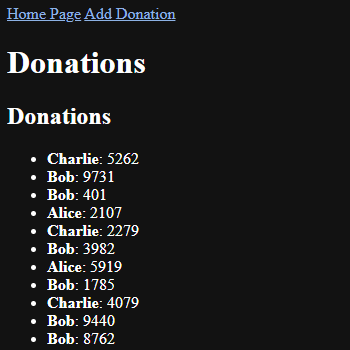 Home Page Add Donation
Donations
Donations
Charlie: 5262
Bob: 9731
Bob: 401
Alice: 2107
Charlie: 2279
Bob: 3982
Alice: 5919
Bob: 1785
Charlie: 4079
Bob: 9440
Bob: 8762